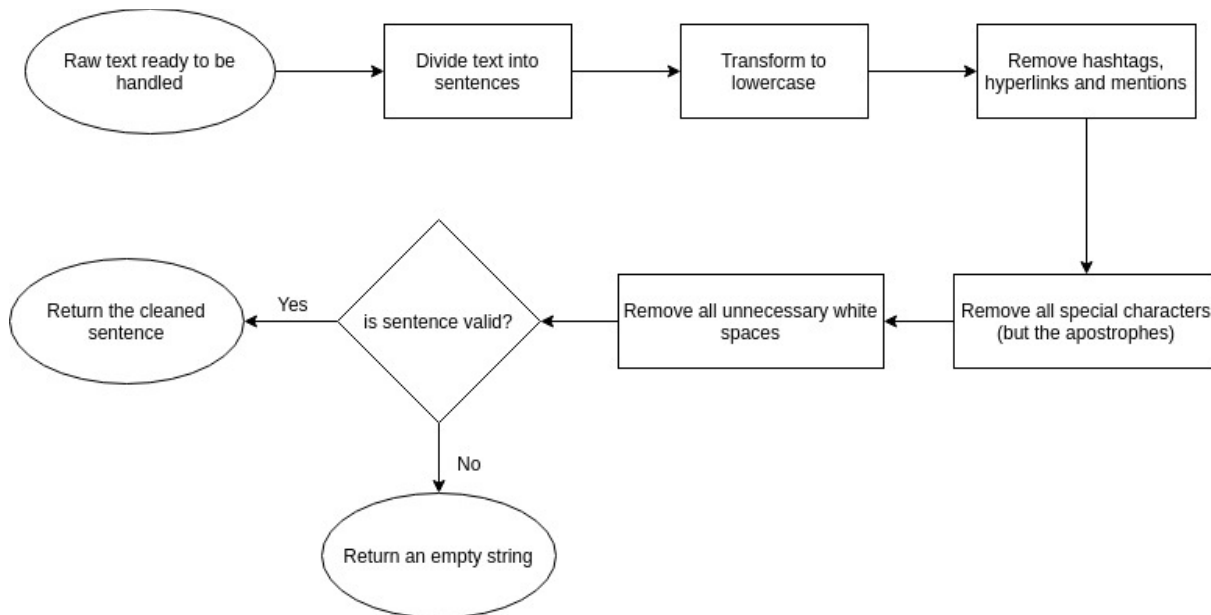 Raw text ready to be
handled
Divide text into
sentences
Transform to
lowercase
Remove hashtags,
hyperlinks and mentions
Remove all special characters
(but the apostrophes)
Remove all unnecessary white
spaces
is sentence valid?
Yes
Return the cleaned
sentence
No
Return an empty string